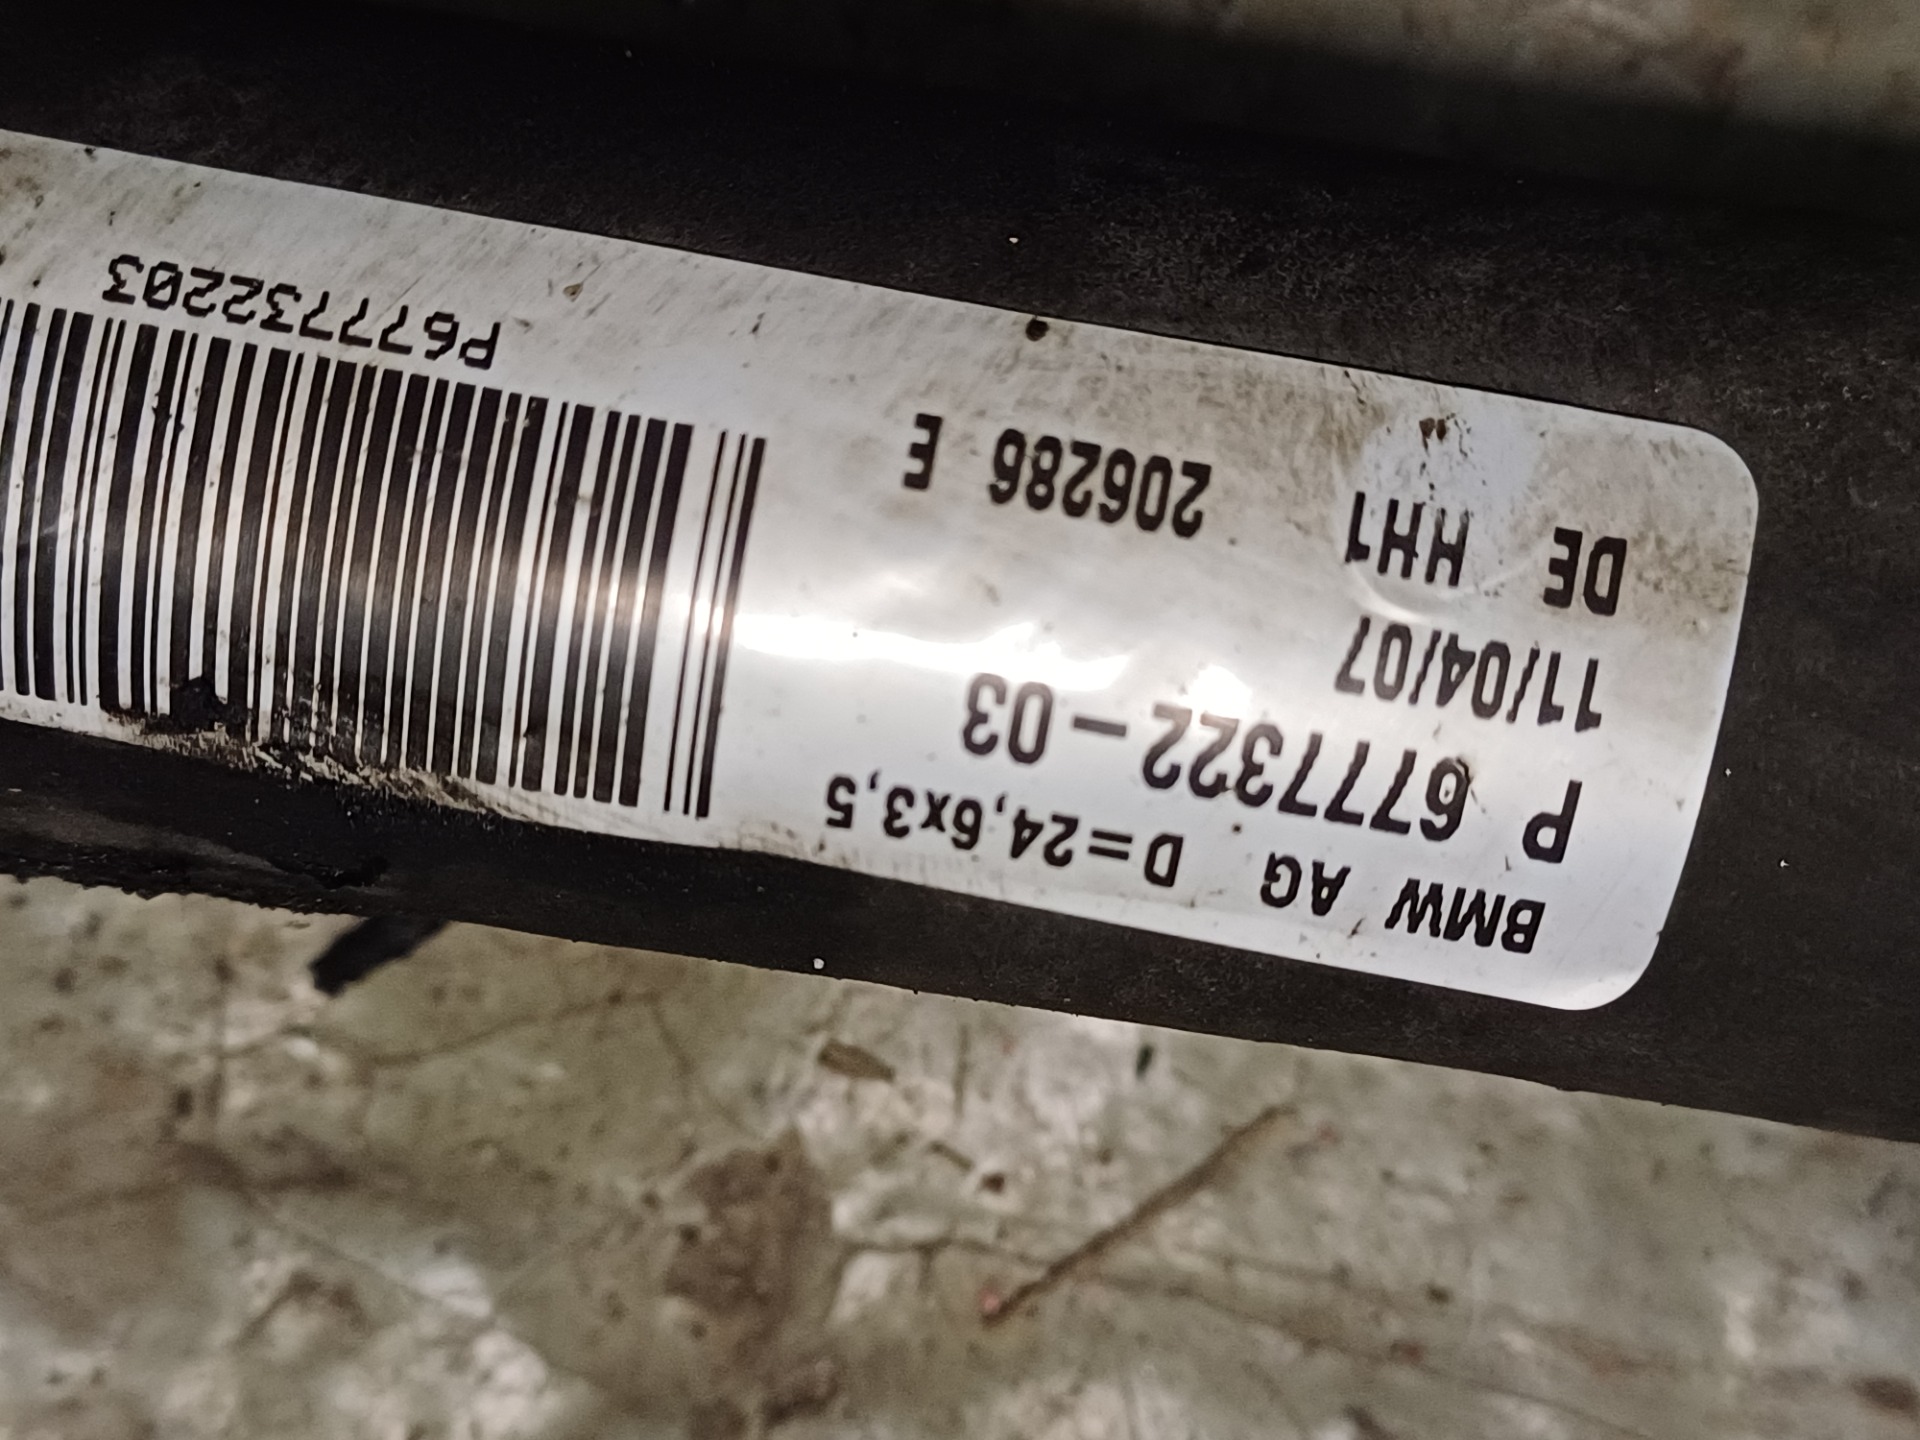 BMW AG D=24,6x3,5
P 6777322-03
11/04/07
DE HH1 206286 E
P677732203